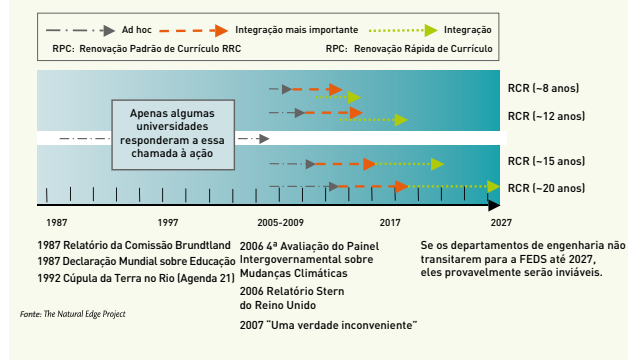 Ad hoc
Integração mais importante
Integração
RPC: Renovação Padrão de Currículo RRC
RPC: Renovação Rápida de Currículo
Apenas algumas
universidades
responderam a essa
chamada à ação
RCR (~8 anos)
RCR (~12 anos)
RCR (~15 anos)
RCR (~20 anos)
1987
1997
2005-2009
2017
2027
1987 Relatório da Comissão Brundtland
1987 Declaração Mundial sobre Educação
1992 Cúpula da Terra no Rio (Agenda 21)
2006 4ª Avaliação do Painel
Intergovernamental sobre
Mudanças Climáticas
2006 Relatório Stern
do Reino Unido
2007 “Uma verdade inconveniente”
Se os departamentos de engenharia não
transitarem para a FEDS até 2027,
eles provavelmente serão inviáveis.
Fonte: The Natural Edge Project